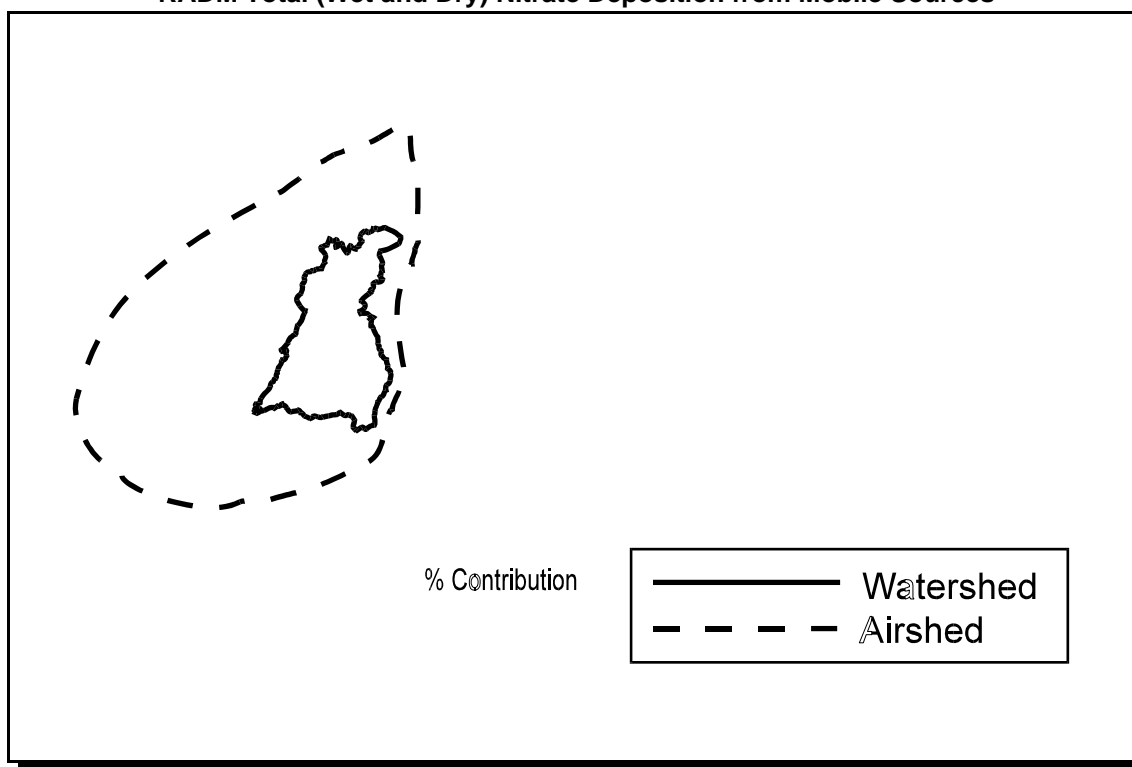 RADM Total (Wet and Dry) Nitrate Deposition from Mobile Sources
% Contribution
Watershed
Airshed